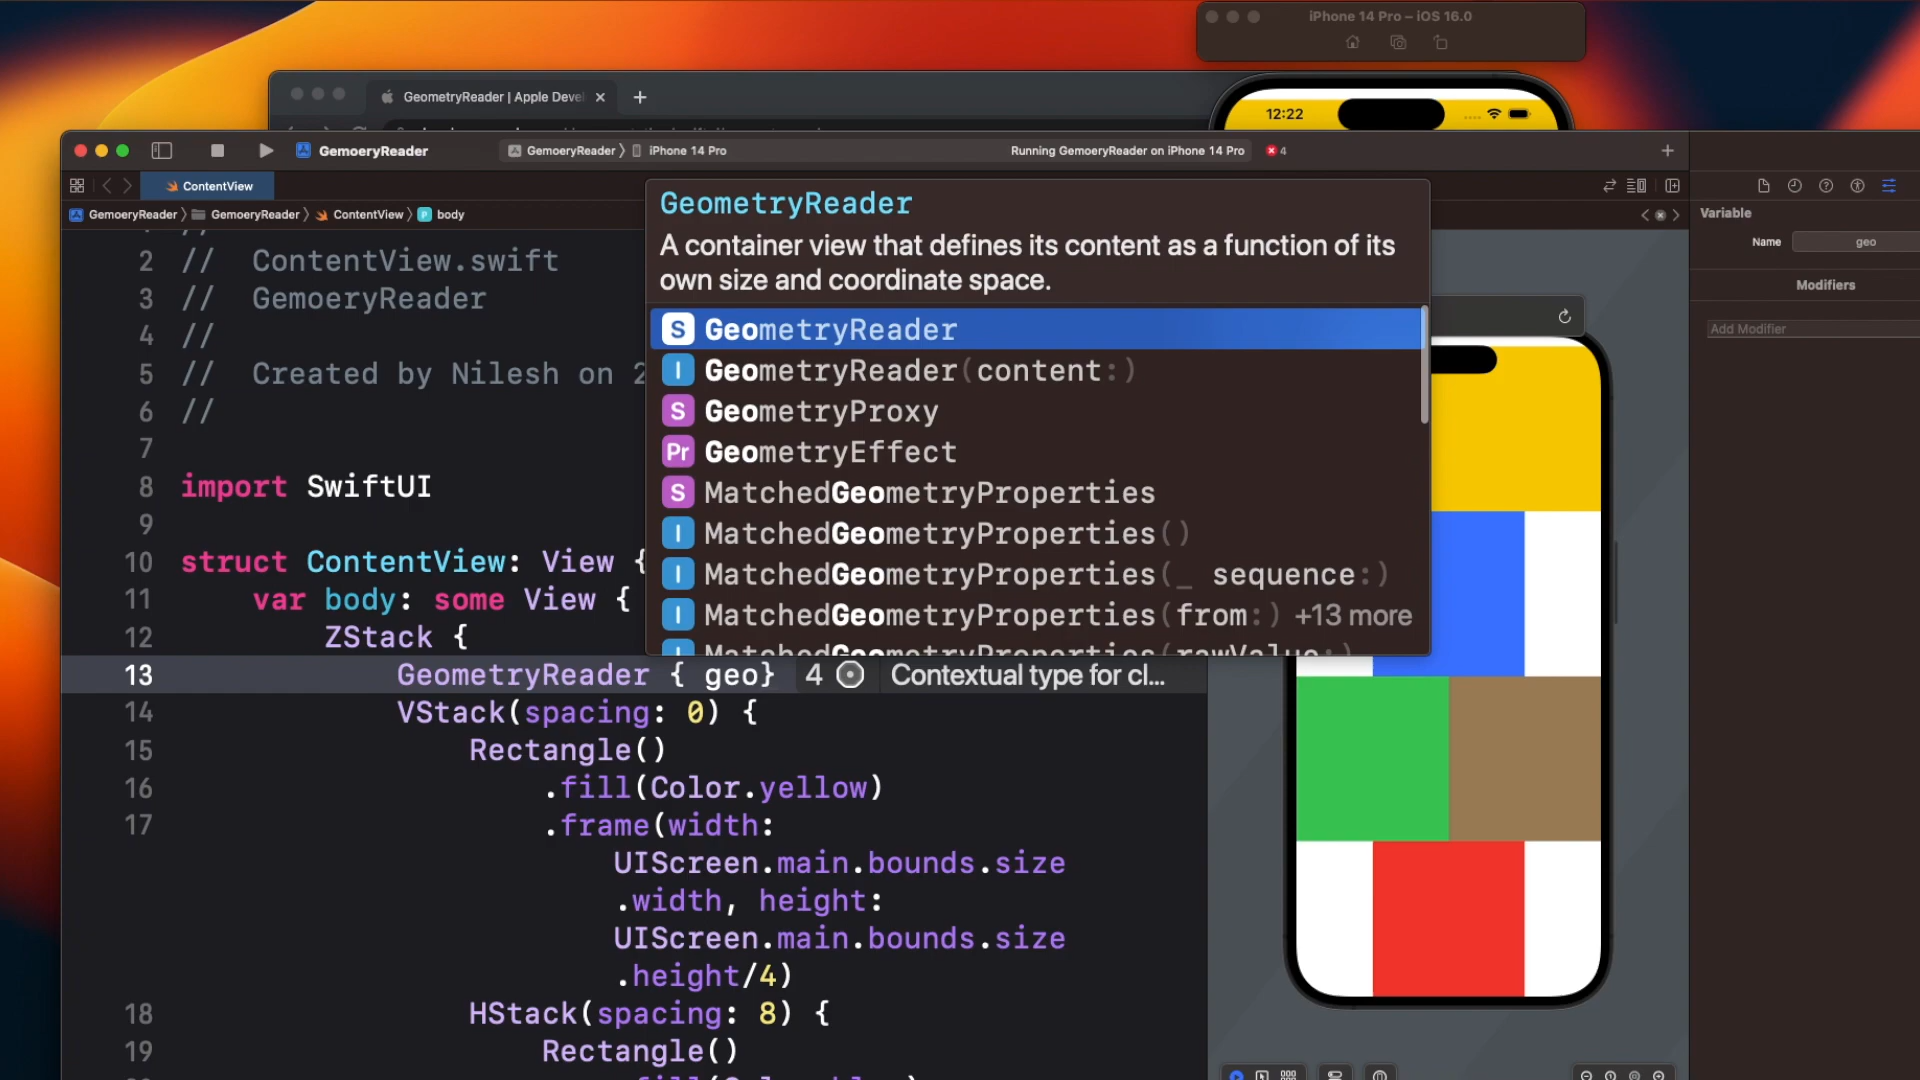 iPhone 14 Pro – iOS 16.0
GeometryReader | Apple Devel
12:22
GemoeryReader
GemoeryReader 〉 iPhone 14 Pro
Running GemoeryReader on iPhone 14 Pro
4
ContentView
GemoeryReader 〉 GemoeryReader 〉 ContentView 〉 P body
Variable
Name geo
Modifiers
Add Modifier
GeometryReader
A container view that defines its content as a function of its
own size and coordinate space.
S GeometryReader
I GeometryReader(content:)
S GeometryProxy
Pr GeometryEffect
S MatchedGeometryProperties
I MatchedGeometryProperties()
I MatchedGeometryProperties(_ sequence:)
I MatchedGeometryProperties(from:) +13 more
I MatchedGeometryProperties(rawValue:)
2 // ContentView.swift
3 // GemoeryReader
4 //
5 // Created by Nilesh on 2
6 //
7
8 import SwiftUI
9
10 struct ContentView: View {
11 var body: some View {
12 ZStack {
13 GeometryReader { geo} 4 Contextual type for cl...
14 VStack(spacing: 0) {
15 Rectangle()
16 .fill(Color.yellow)
17 .frame(width:
UIScreen.main.bounds.size
.width, height:
UIScreen.main.bounds.size
.height/4)
18 HStack(spacing: 8) {
19 Rectangle()